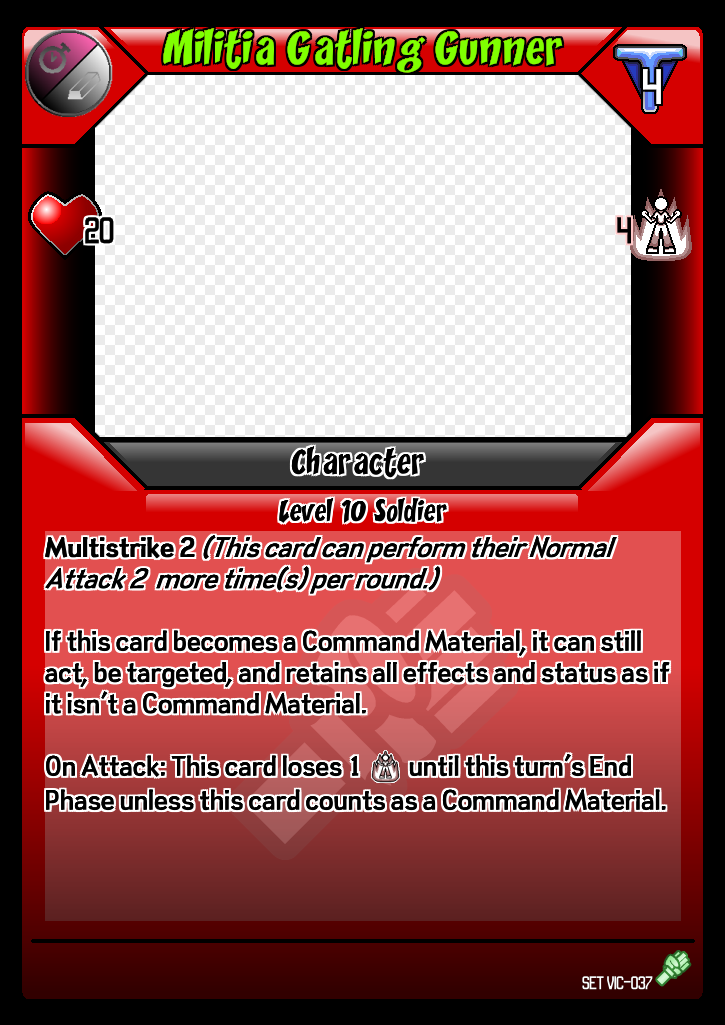 Militia Gatling Gunner
4
20
4
Character
Level 10 Soldier
Multistrike 2 (This card can perform their Normal
Attack 2 more time(s) per round.)
If this card becomes a Command Material, it can still
act, be targeted, and retains all effects and status as if
it isn't a Command Material.
On Attack: This card loses 1 until this turn's End
Phase unless this card counts as a Command Material.
SET VIC-037